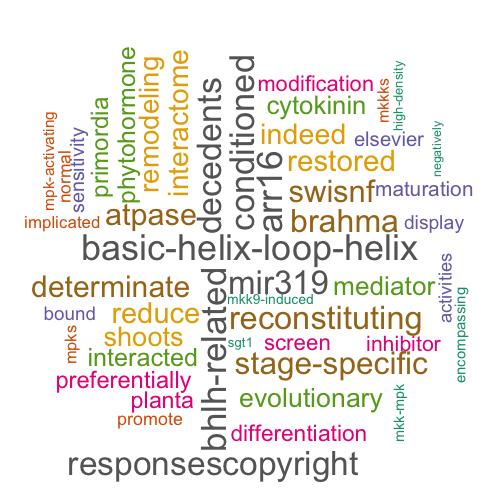 phytohormone
interactome
conditioned
modification
mkkks
high-density
remodeling
decedents
cytokinin
primordia
sensitivity
normal
mpk-activating
indeed
elsevier
negatively
arr16
restored
swisnf
maturation
implicated
atpase
brahma
display
basic-helix-loop-helix
determinate
mir319
mediator
activities
bound
reduce
mkk9-induced
reconstituting
encompassing
mpks
shoots
bhlh-related
sgt1
screen
inhibitor
interacted
stage-specific
preferentially
planta
evolutionary
mkk-mpk
promote
differentiation
responsescopyright